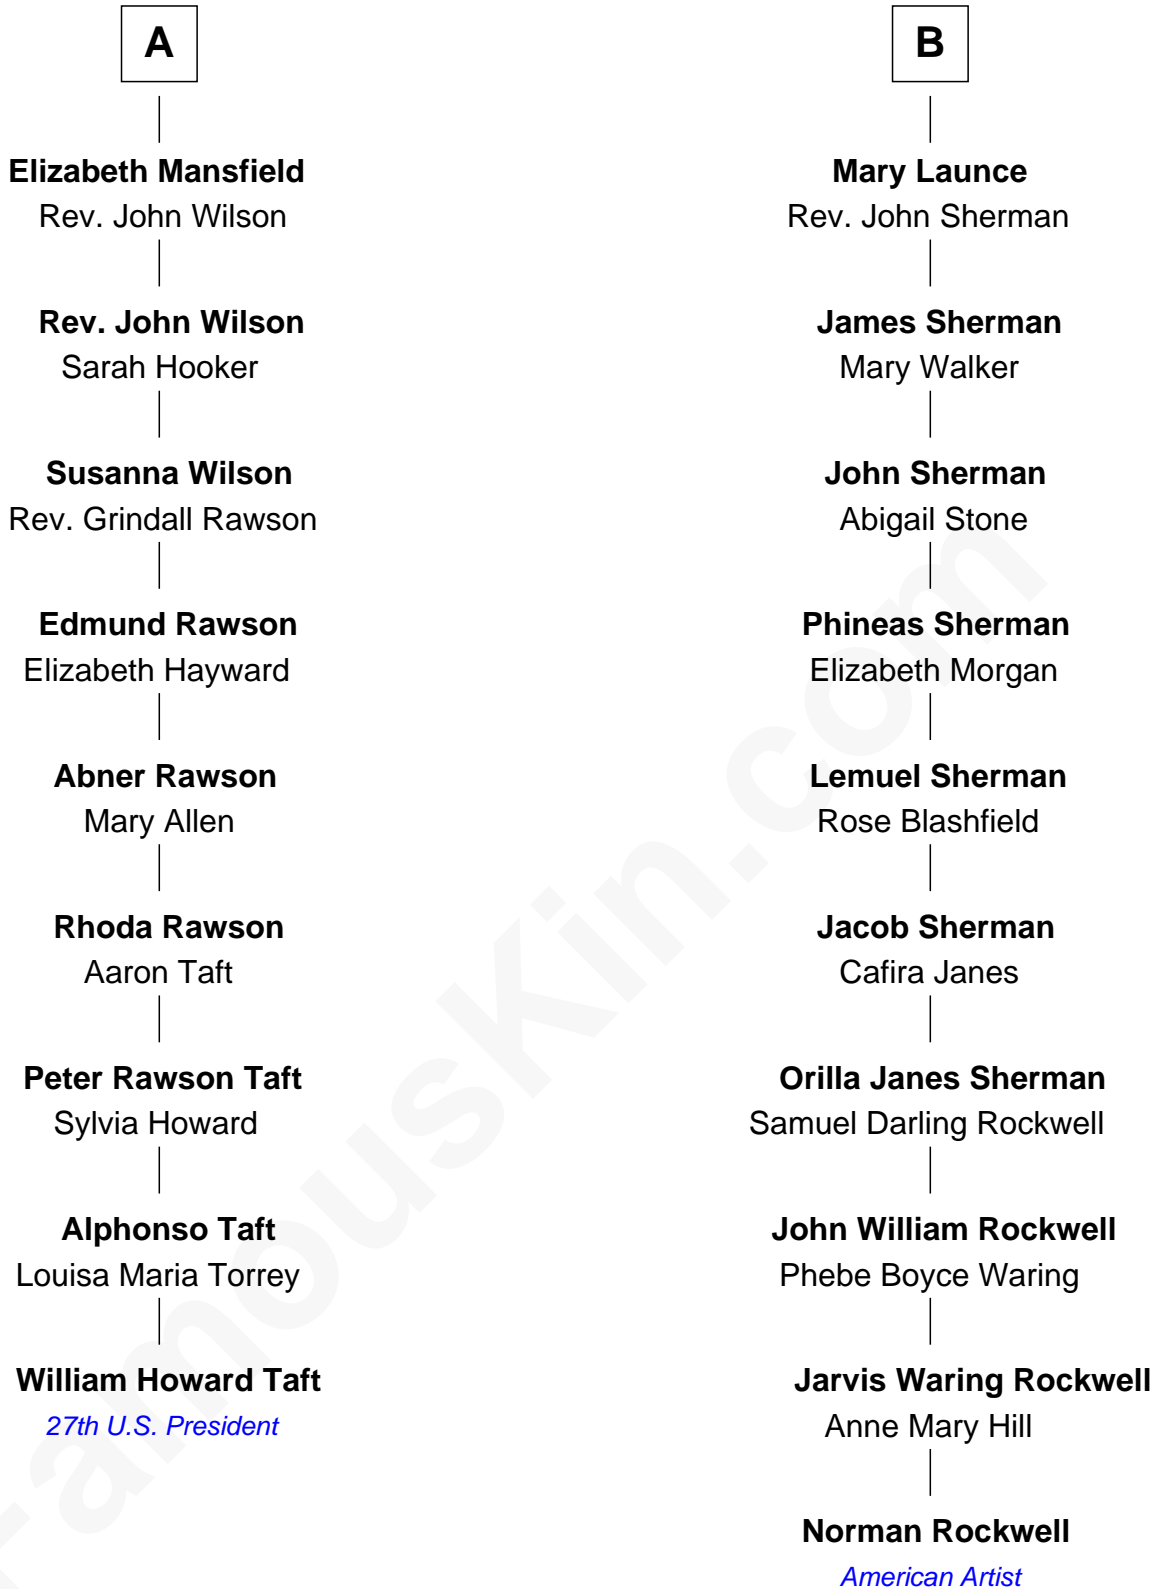 A
Elizabeth Mansfield
Rev. John Wilson
Rev. John Wilson
Sarah Hooker
Susanna Wilson
Rev. Grindall Rawson
Edmund Rawson
Elizabeth Hayward
Abner Rawson
Mary Allen
Rhoda Rawson
Aaron Taft
Peter Rawson Taft
Sylvia Howard
Alphonso Taft
Louisa Maria Torrey
William Howard Taft
27th U.S. President
B
Mary Launce
Rev. John Sherman
James Sherman
Mary Walker
John Sherman
Abigail Stone
Phineas Sherman
Elizabeth Morgan
Lemuel Sherman
Rose Blashfield
Jacob Sherman
Cafira Janes
Orilla Janes Sherman
Samuel Darling Rockwell
John William Rockwell
Phebe Boyce Waring
Jarvis Waring Rockwell
Anne Mary Hill
Norman Rockwell
American Artist
FamousKin.com